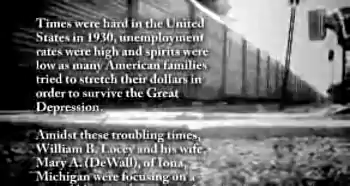 Times were hard in the United
States in 1930, unemployment
rates were high and spirits were
low as many American families
tried to stretch their dollars in
order to survive the Great
Depression.
Amidst these troubling times,
William B. Locey and his wife,
Mary A. (DeWall), of Iona,
Michigan were focusing on a